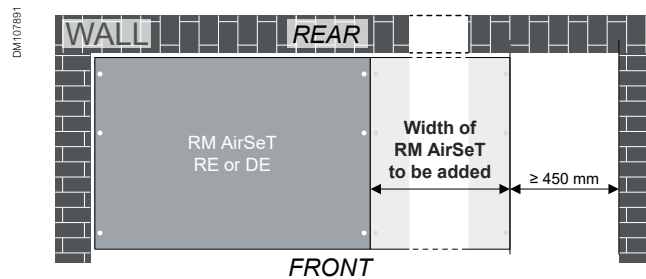 DM107891
WALL
REAR
RM AirSeT
RE or DE
Width of
RM AirSeT
to be added
≥ 450 mm
FRONT